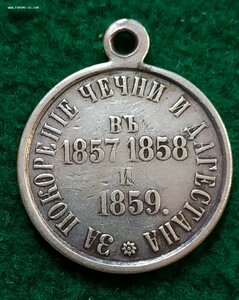 ЗА ПОКОРЕНІЕ ЧЕЧНИ И ДАГЕСТАНА
ВЪ
1857 1858
И
1859.